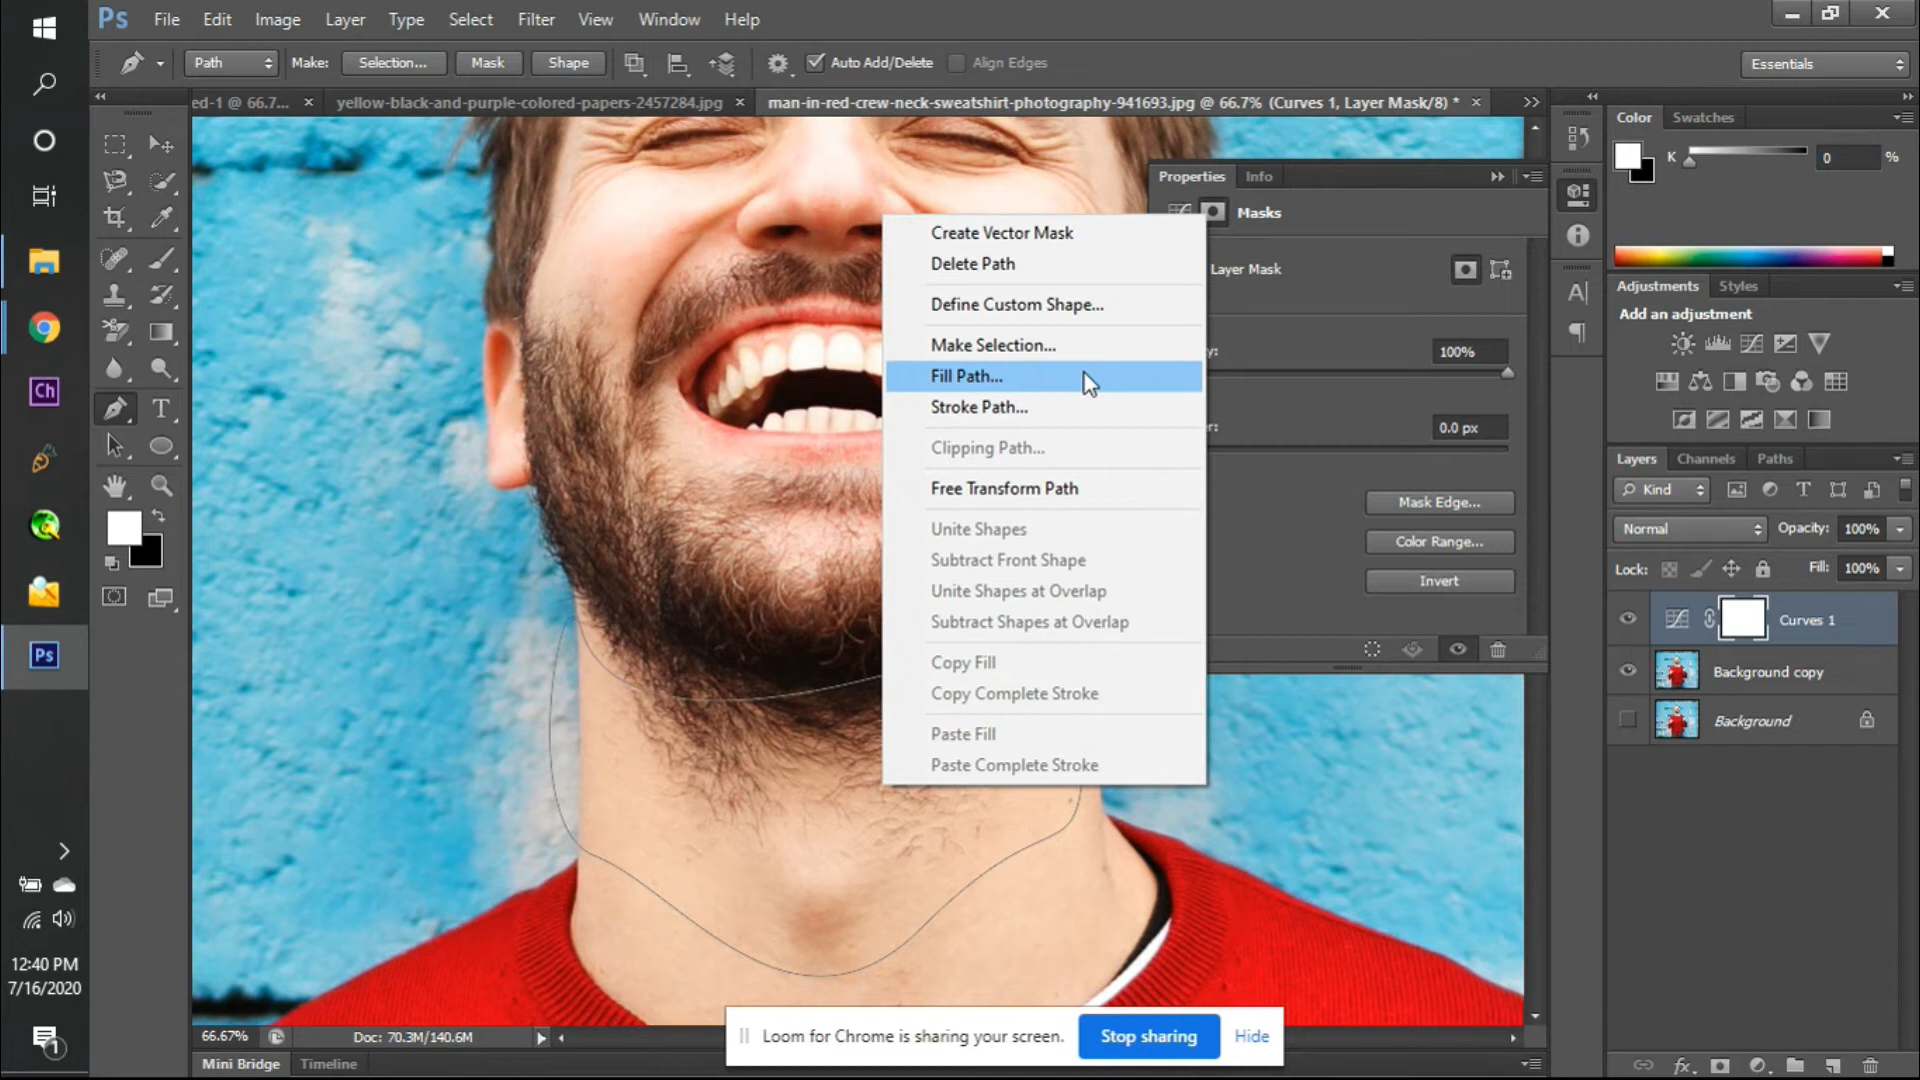 Ps File Edit Image Layer Type Select Filter View Window Help
Path Make: Selection... Mask Shape Auto Add/Delete Align Edges Essentials
ed-1 @ 66.7... × yellow-black-and-purple-colored-papers-2457284.jpg × man-in-red-crew-neck-sweatshirt-photography-941693.jpg @ 66.7% (Curves 1, Layer Mask/8) * ×
Color Swatches
K 0 %
Properties Info
Masks
Layer Mask
100%
0.0 px
Mask Edge...
Color Range...
Invert
Create Vector Mask
Delete Path
Define Custom Shape...
Make Selection...
Fill Path...
Stroke Path...
Clipping Path...
Free Transform Path
Unite Shapes
Subtract Front Shape
Unite Shapes at Overlap
Subtract Shapes at Overlap
Copy Fill
Copy Complete Stroke
Paste Fill
Paste Complete Stroke
Adjustments Styles
Add an adjustment
Layers Channels Paths
Kind
Normal Opacity: 100%
Lock: Fill: 100%
Curves 1
Background copy
Background
Ch
Ps
12:40 PM
7/16/2020
1
66.67% Doc: 70.3M/140.6M
Mini Bridge Timeline
Loom for Chrome is sharing your screen. Stop sharing Hide